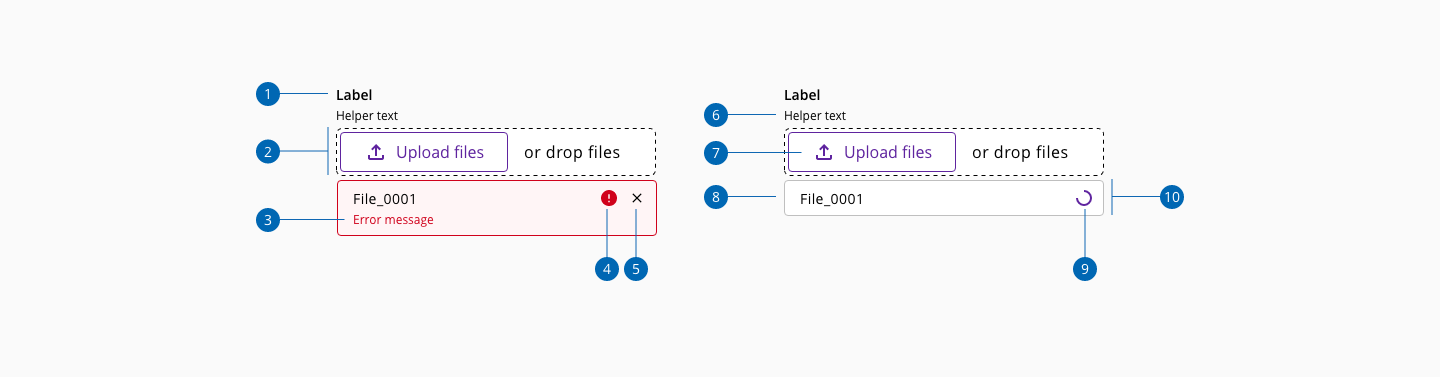 1
Label
Helper text
2
Upload files
or drop files
File_0001
3
Error message
4
5
Label
6
Helper text
7
Upload files
or drop files
8
File_0001
10
9